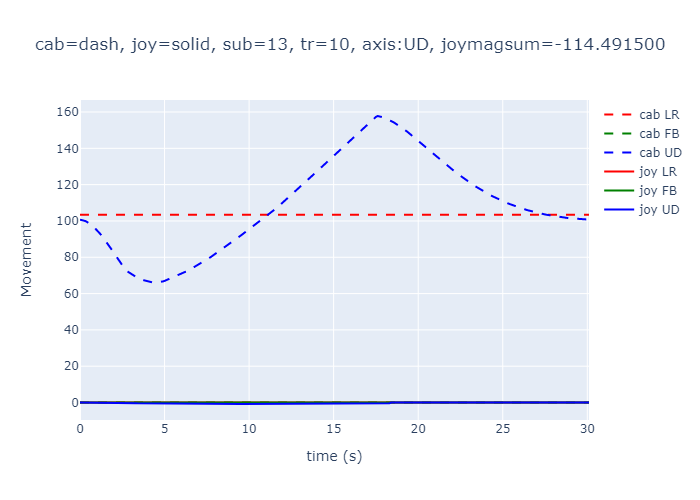 cab=dash, joy=solid, sub=13, tr=10, axis:UD, joymagsum=-114.491500
Movement
160
140
120
100
80
60
40
20
0
0 5 10 15 20 25 30
time (s)
cab LR
cab FB
cab UD
joy LR
joy FB
joy UD